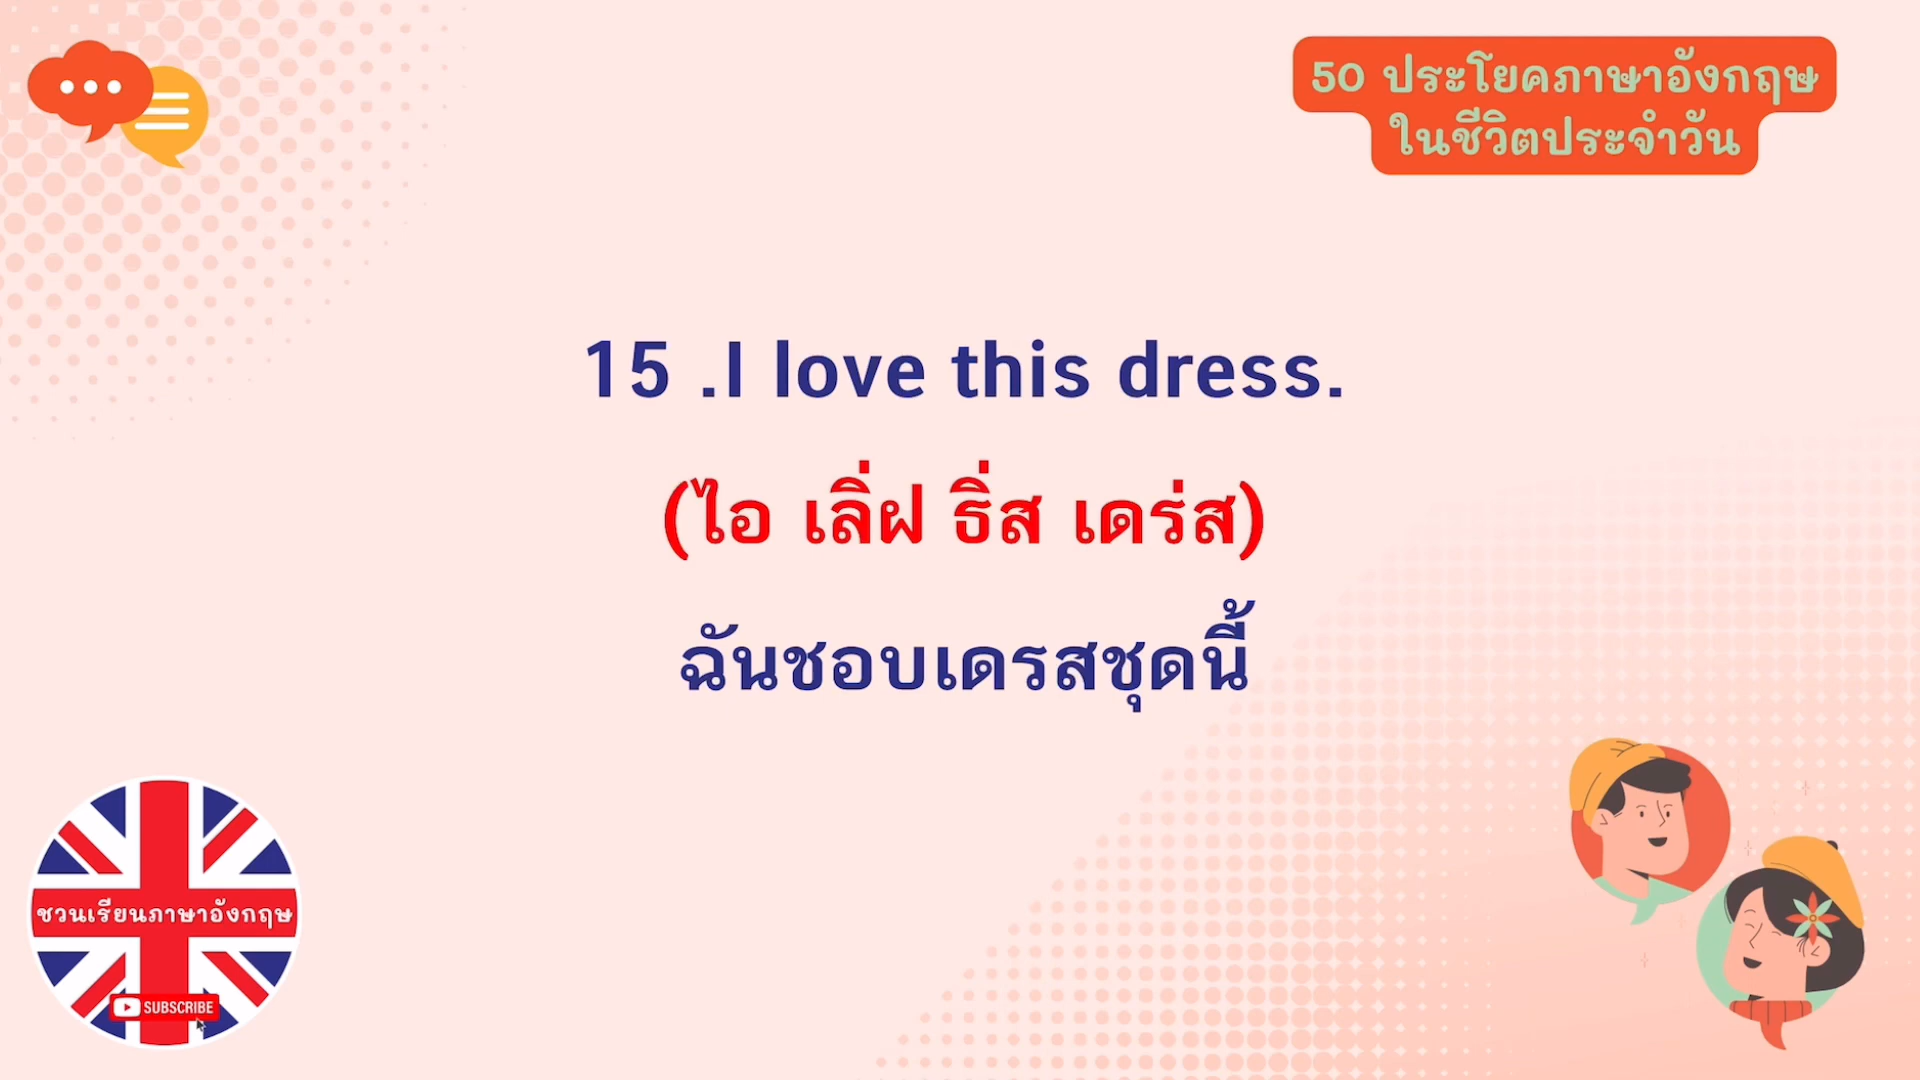 50 ประโยคภาษาอังกฤษ
ในชีวิตประจำวัน
15 .I love this dress.
(ไอ เลิ่ฝ ธิ่ส เดร่ส)
ฉันชอบเดรสชุดนี้
ชวนเรียนภาษาอังกฤษ
SUBSCRIBE